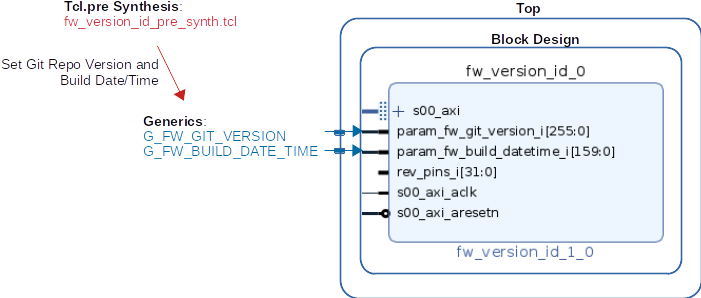 Tcl.pre Synthesis:
fw_version_id_pre_synth.tcl
Set Git Repo Version and
Build Date/Time
Generics:
G_FW_GIT_VERSION
G_FW_BUILD_DATE_TIME
Top
Block Design
fw_version_id_0
s00_axi
param_fw_git_version_i[255:0]
param_fw_build_datetime_i[159:0]
rev_pins_i[31:0]
s00_axi_aclk
s00_axi_aresetn
fw_version_id_1_0